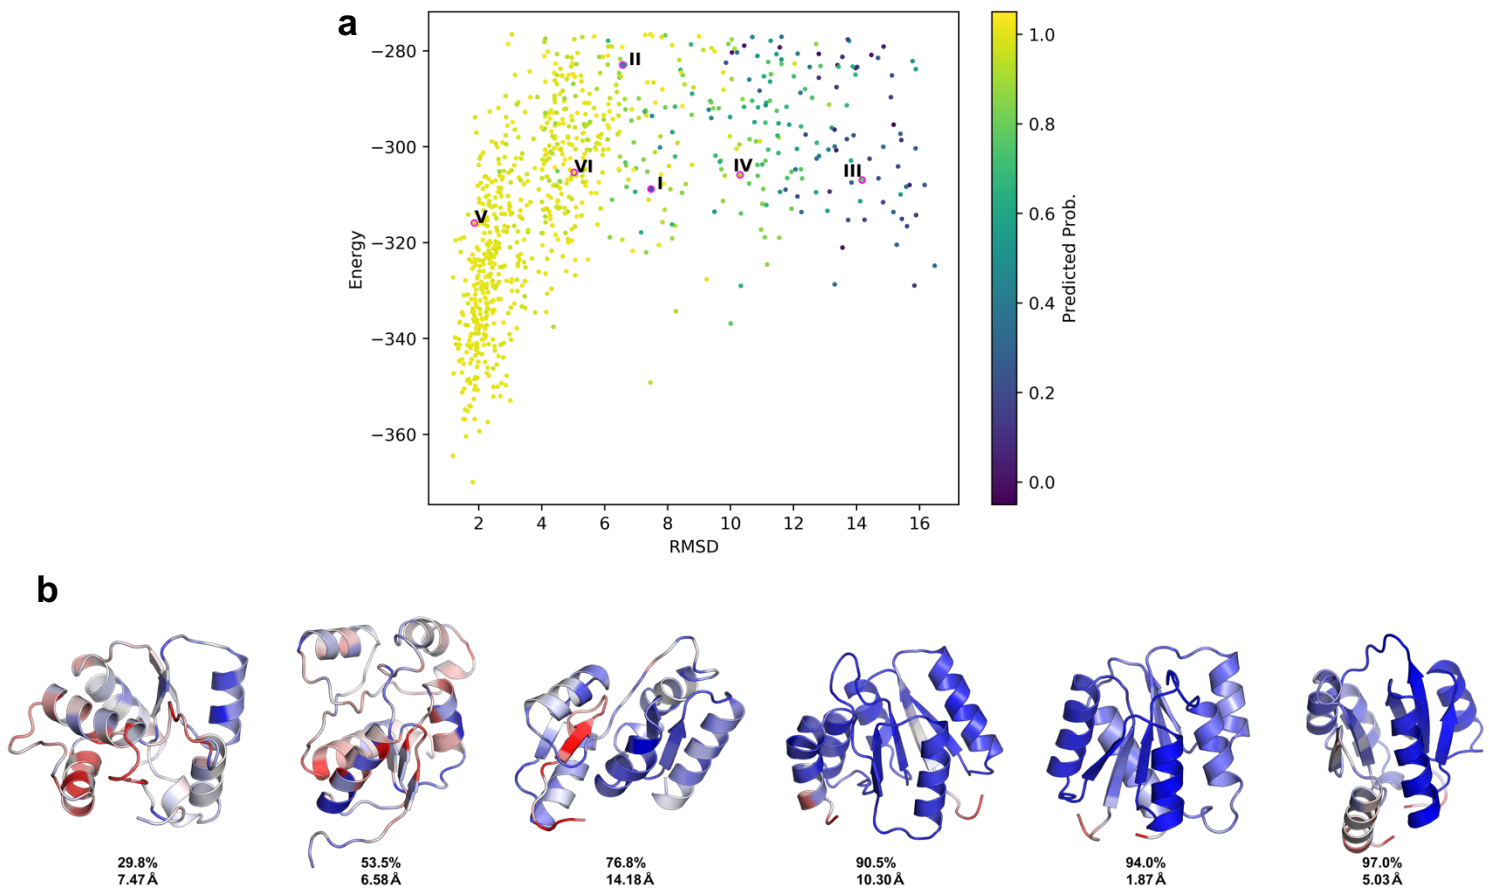 a
−280
−300
−320
−340
−360
Energy
2
4
6
8
10
12
14
16
RMSD
II
VI
I
IV
III
V
1.0
0.8
0.6
0.4
0.2
0.0
Predicted Prob.
b
29.8%
7.47 Å
53.5%
6.58 Å
76.8%
14.18 Å
90.5%
10.30 Å
94.0%
1.87 Å
97.0%
5.03 Å